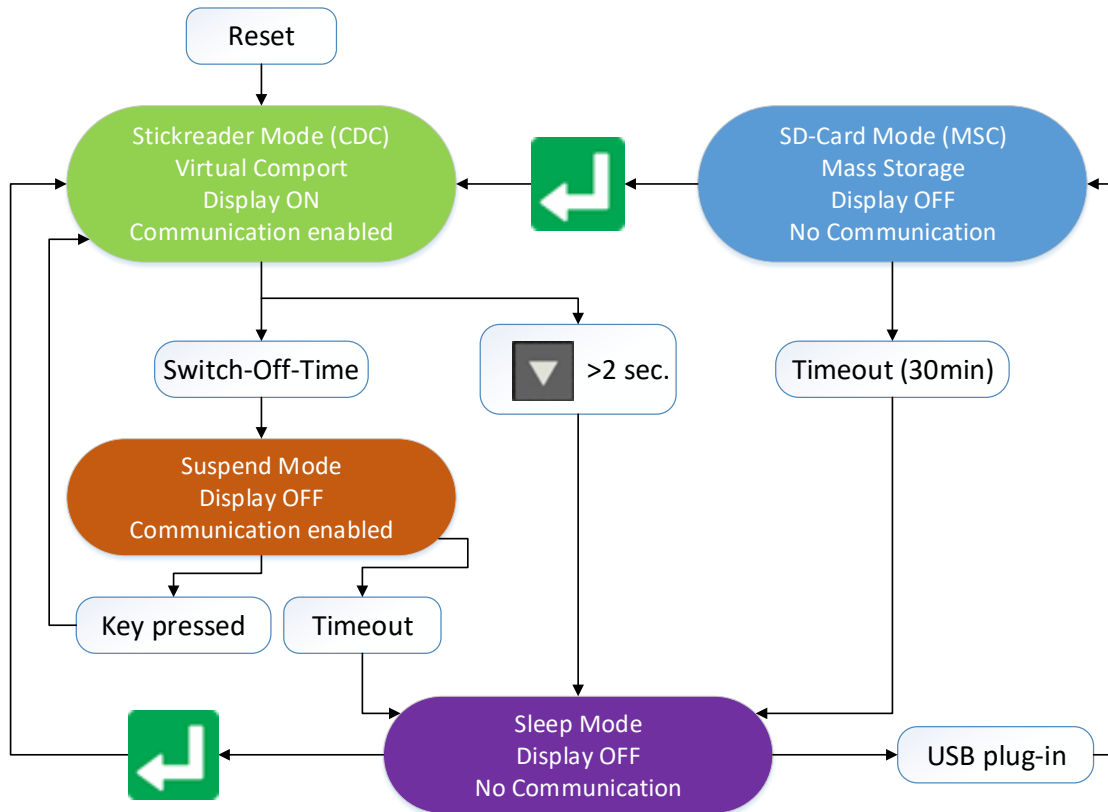 Reset
Stickreader Mode (CDC)
Virtual Comport
Display ON
Communication enabled
SD-Card Mode (MSC)
Mass Storage
Display OFF
No Communication
Switch-Off-Time
>2 sec.
Timeout (30min)
Suspend Mode
Display OFF
Communication enabled
Key pressed
Timeout
Sleep Mode
Display OFF
No Communication
USB plug-in